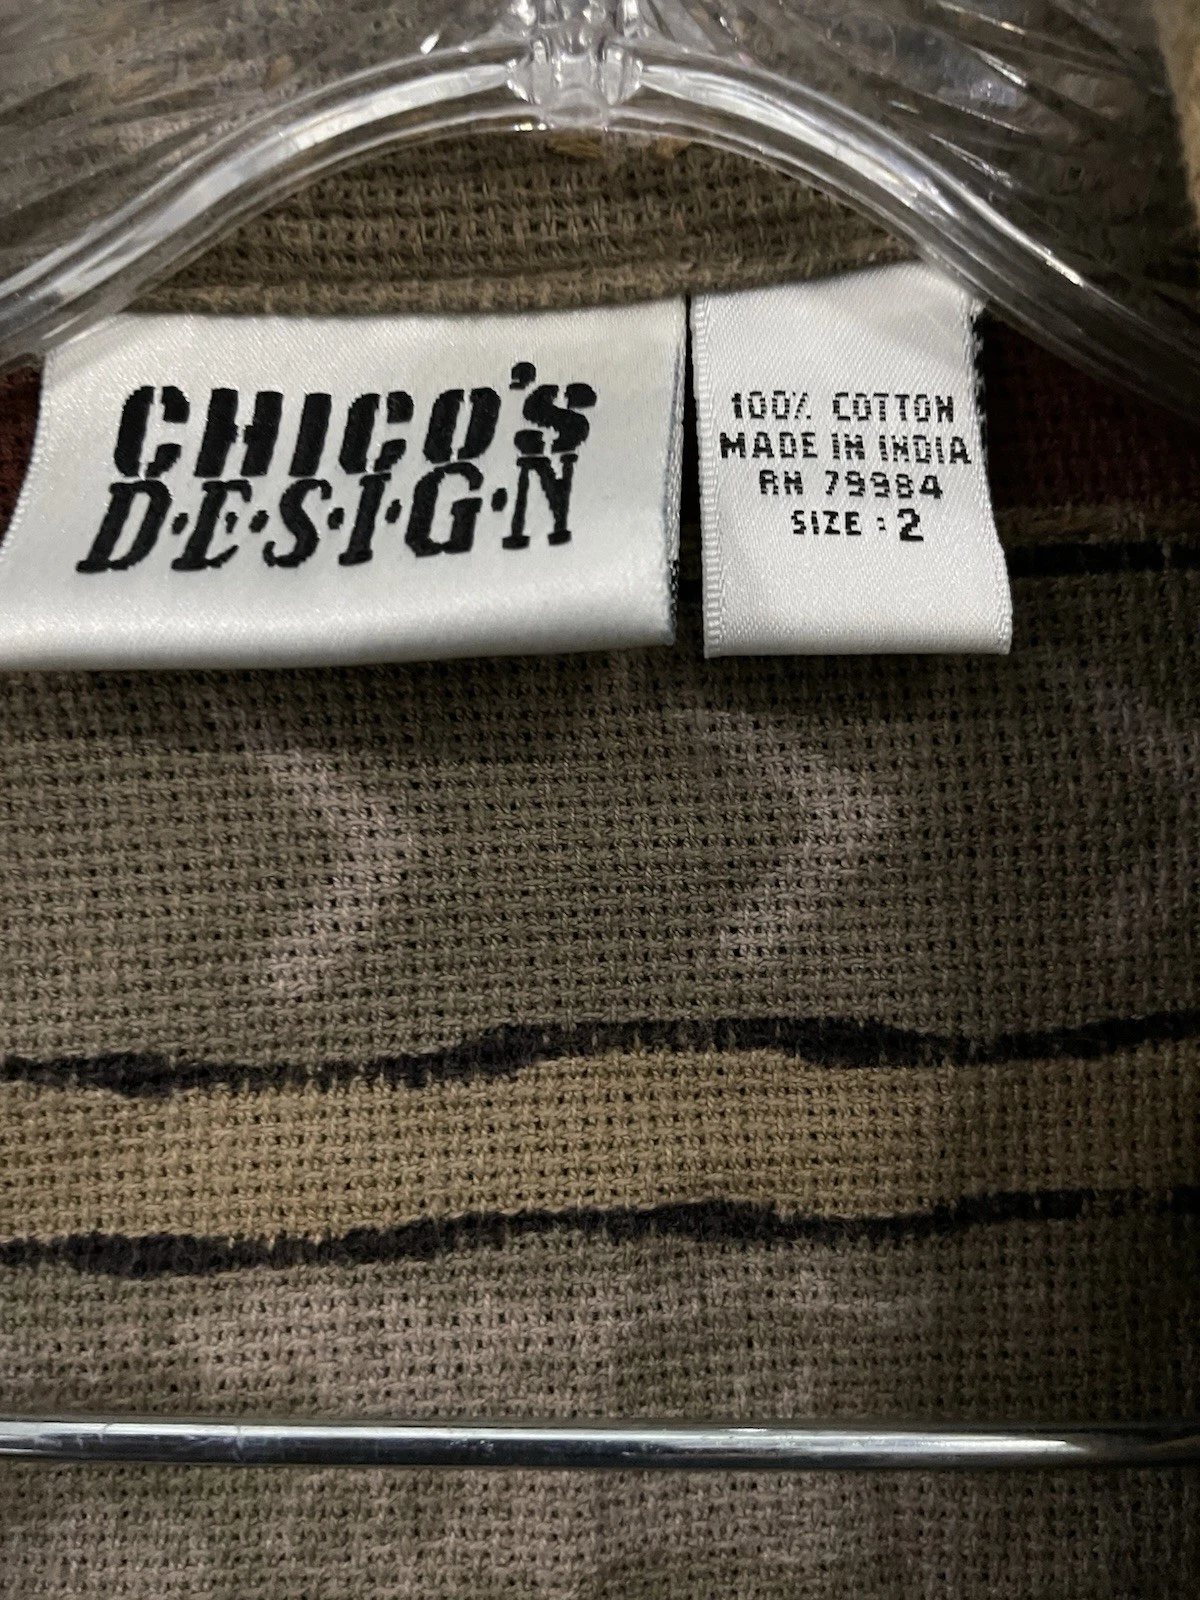 CHICO'S
D·E·S·I·G·N
100% COTTON
MADE IN INDIA
RN 79984
SIZE : 2